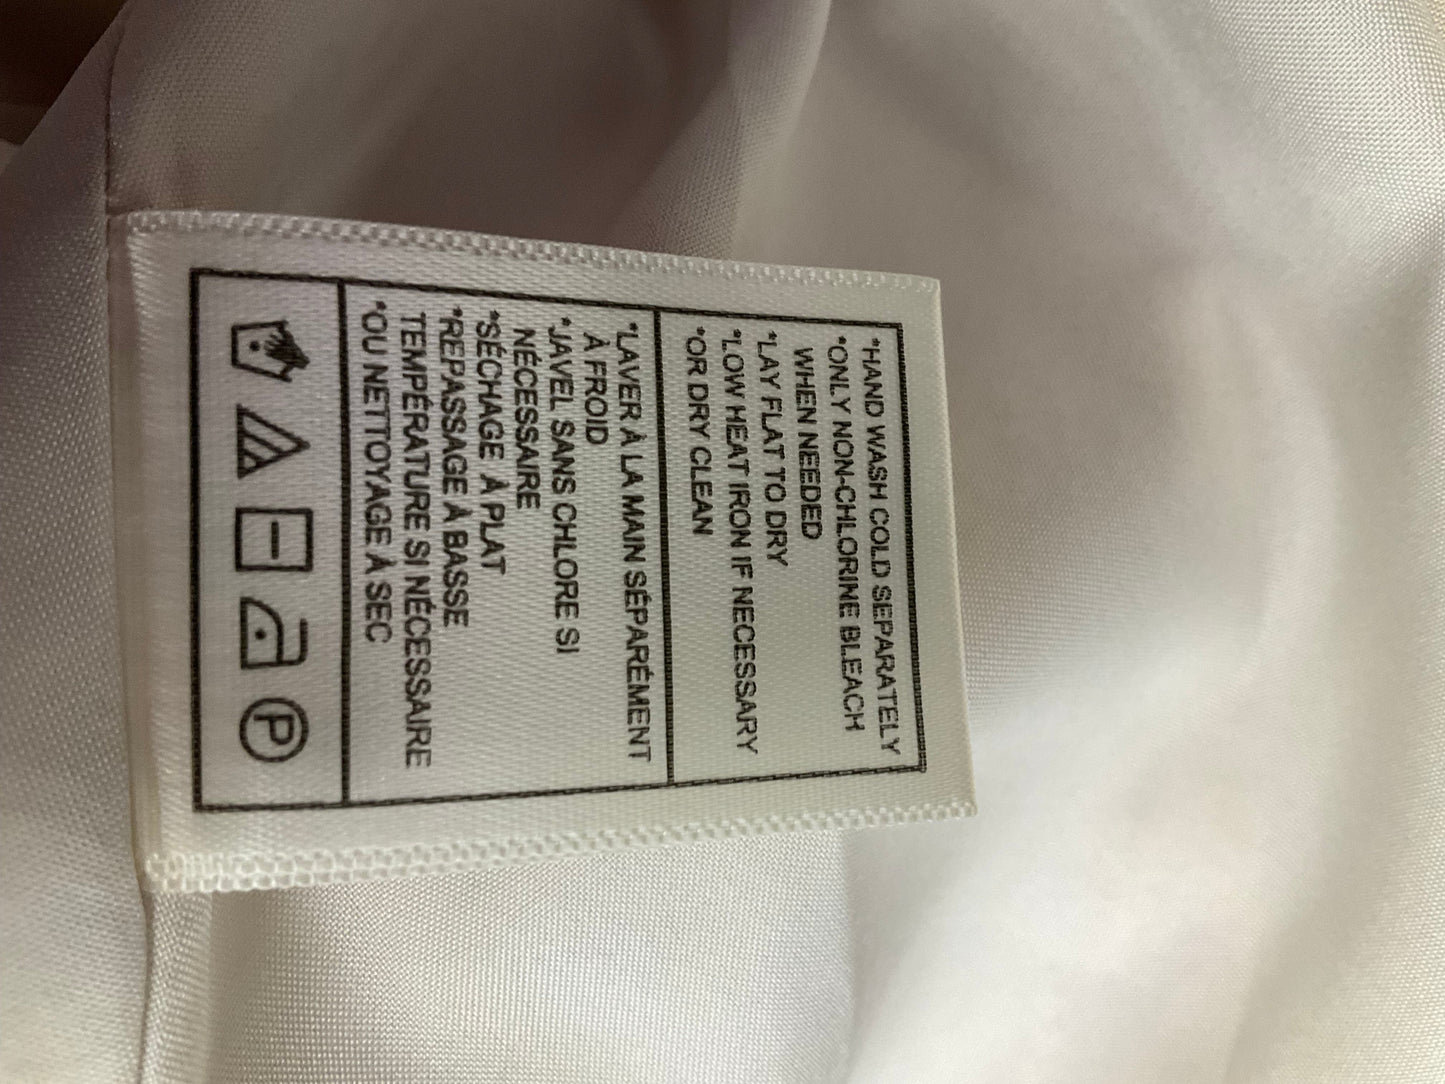 *HAND WASH COLD SEPARATELY
*ONLY NON-CHLORINE BLEACH
WHEN NEEDED
*LAY FLAT TO DRY
*LOW HEAT IRON IF NECESSARY
*OR DRY CLEAN
*LAVER À LA MAIN SÉPARÉMENT
À FROID
*JAVEL SANS CHLORE SI
NÉCESSAIRE
*SÉCHAGE À PLAT
*REPASSAGE À BASSE
TEMPÉRATURE SI NÉCESSAIRE
*OU NETTOYAGE À SEC
P